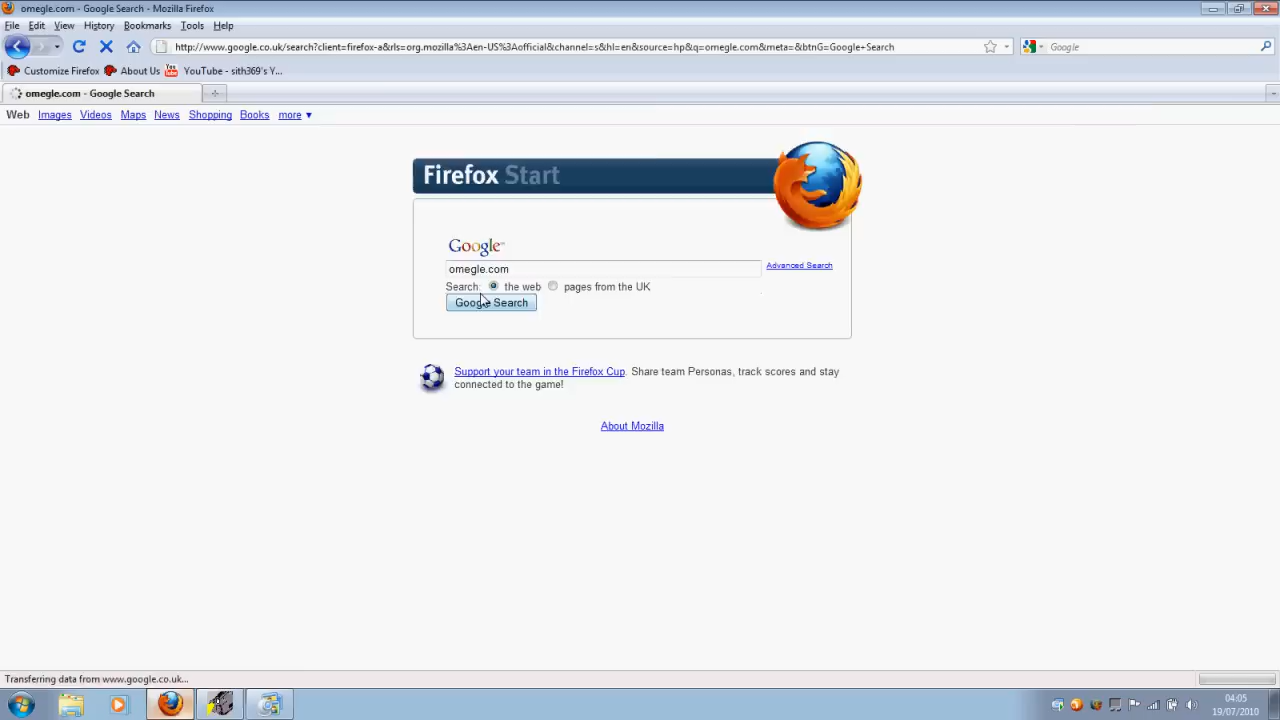 omegle.com - Google Search - Mozilla Firefox
File Edit View History Bookmarks Tools Help
http://www.google.co.uk/search?client=firefox-a&rls=org.mozilla%3Aen-US%3Aofficial&channel=s&hl=en&source=hp&q=omegle.com&meta=&btnG=Google+Search Google
Customize Firefox About Us YouTube - sith369's Y...
omegle.com - Google Search
Web Images Videos Maps News Shopping Books more ▼
Firefox Start
Google™
omegle.com Advanced Search
Search: the web pages from the UK
Google Search
Support your team in the Firefox Cup. Share team Personas, track scores and stay
connected to the game!
About Mozilla
Transferring data from www.google.co.uk...
04:05
19/07/2010